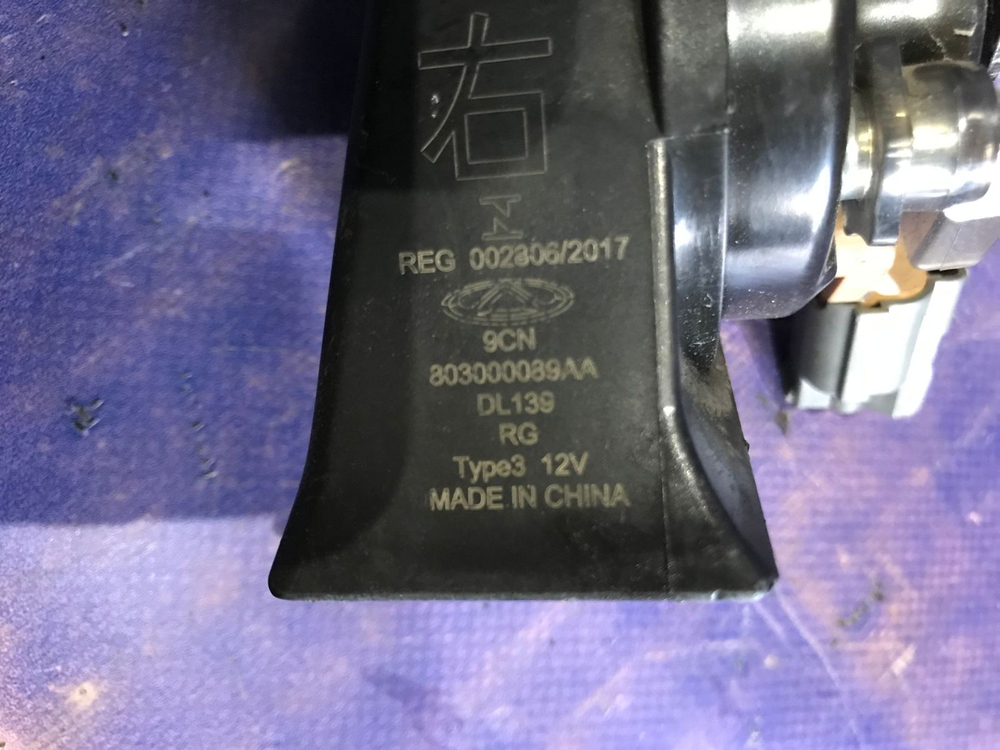 右
REG 002806/2017
9CN
803000089AA
DL139
RG
Type3 12V
MADE IN CHINA